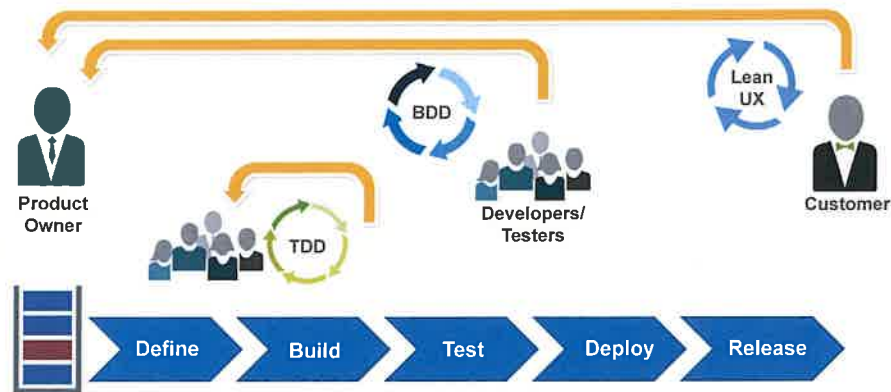 Lean
UX
BDD
Product
Owner
Developers/
Testers
Customer
TDD
Define
Build
Test
Deploy
Release